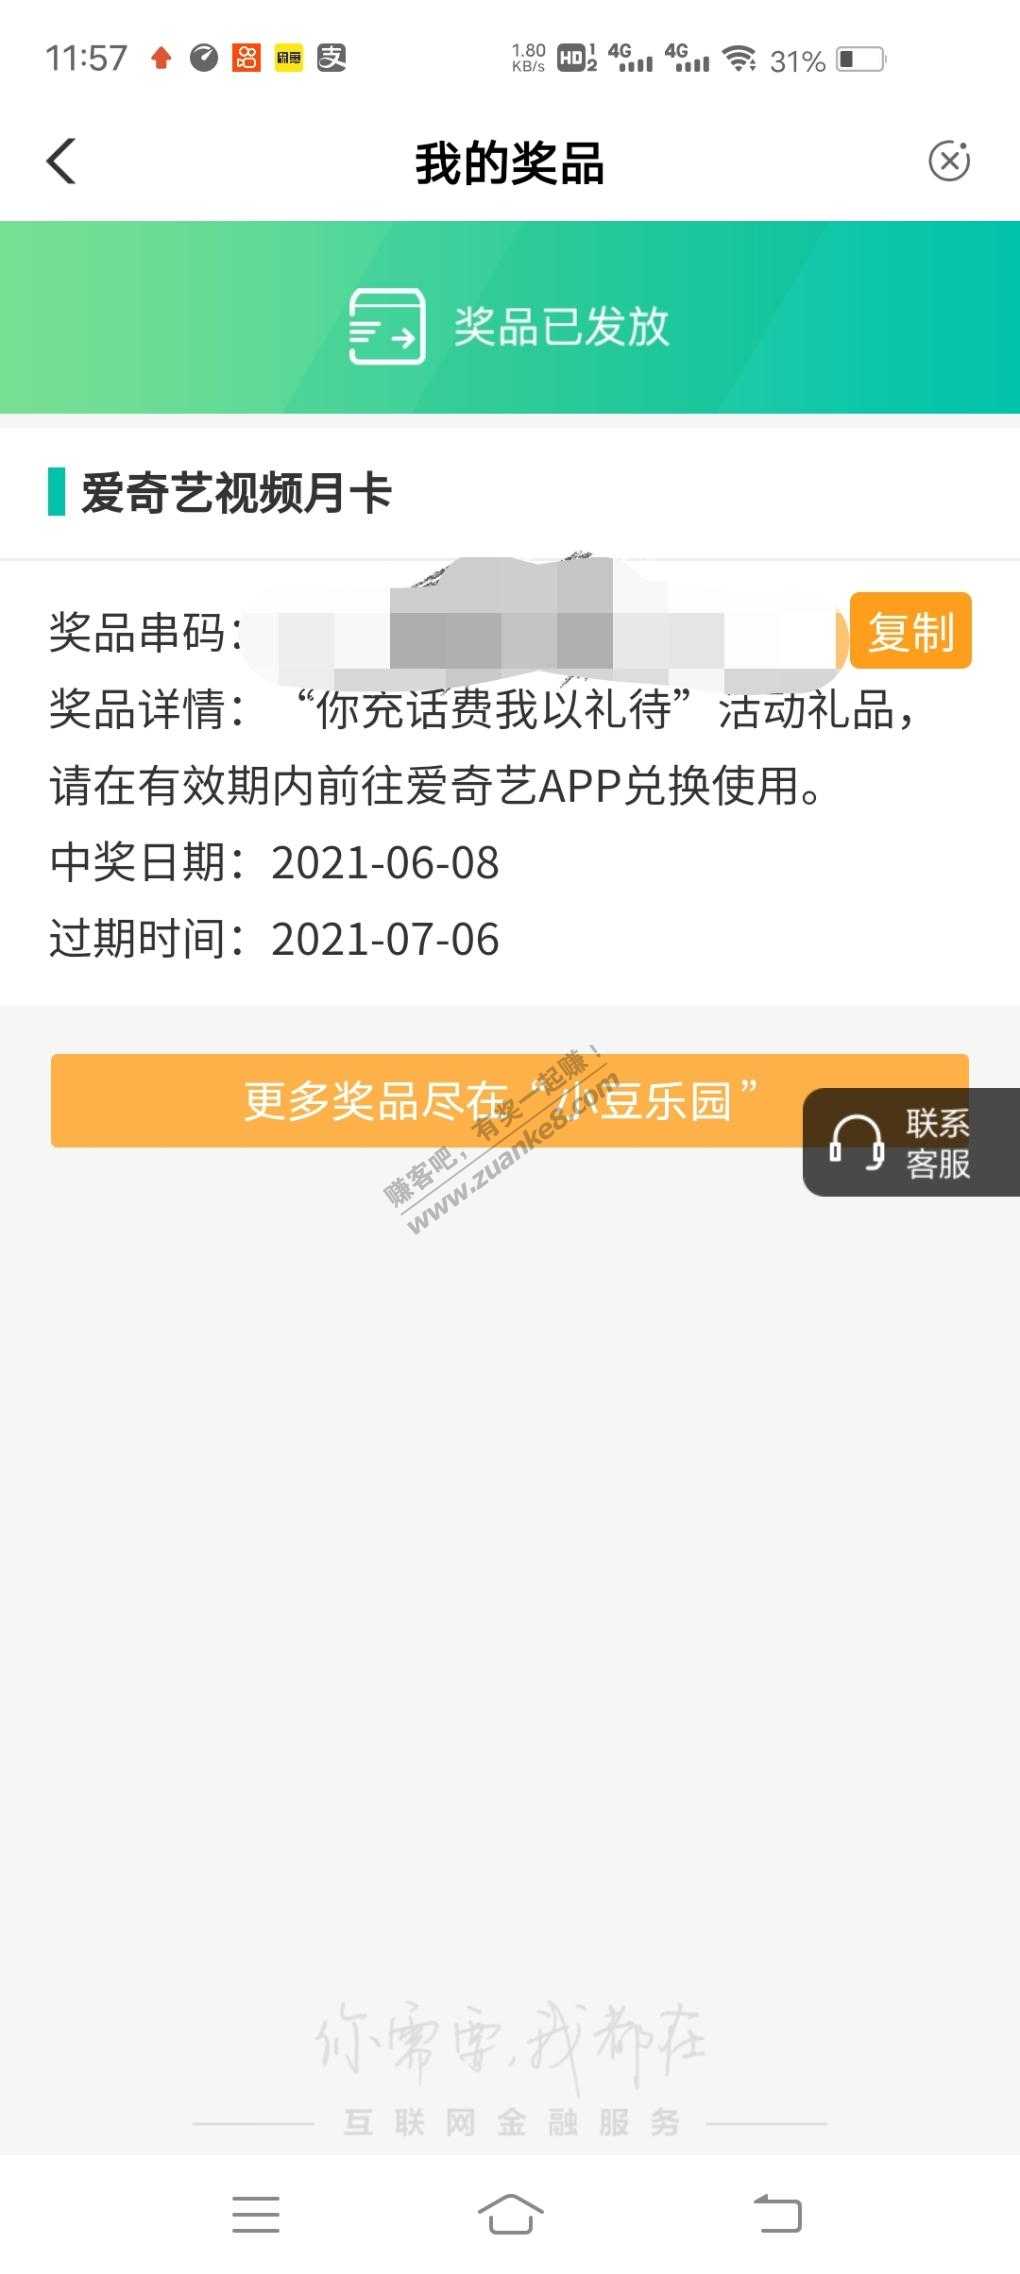 11:57
1.80
KB/s
HD 1 2
4G
4G
31%
我的奖品
奖品已发放
爱奇艺视频月卡
奖品串码：
复制
奖品详情：“你充话费我以礼待”活动礼品，
请在有效期内前往爱奇艺APP兑换使用。
中奖日期：2021-06-08
过期时间：2021-07-06
更多奖品尽在“小豆乐园”
联系
客服
赚客吧，有奖一起赚！
www.zuanke8.com
你需要，我都在
互联网金融服务